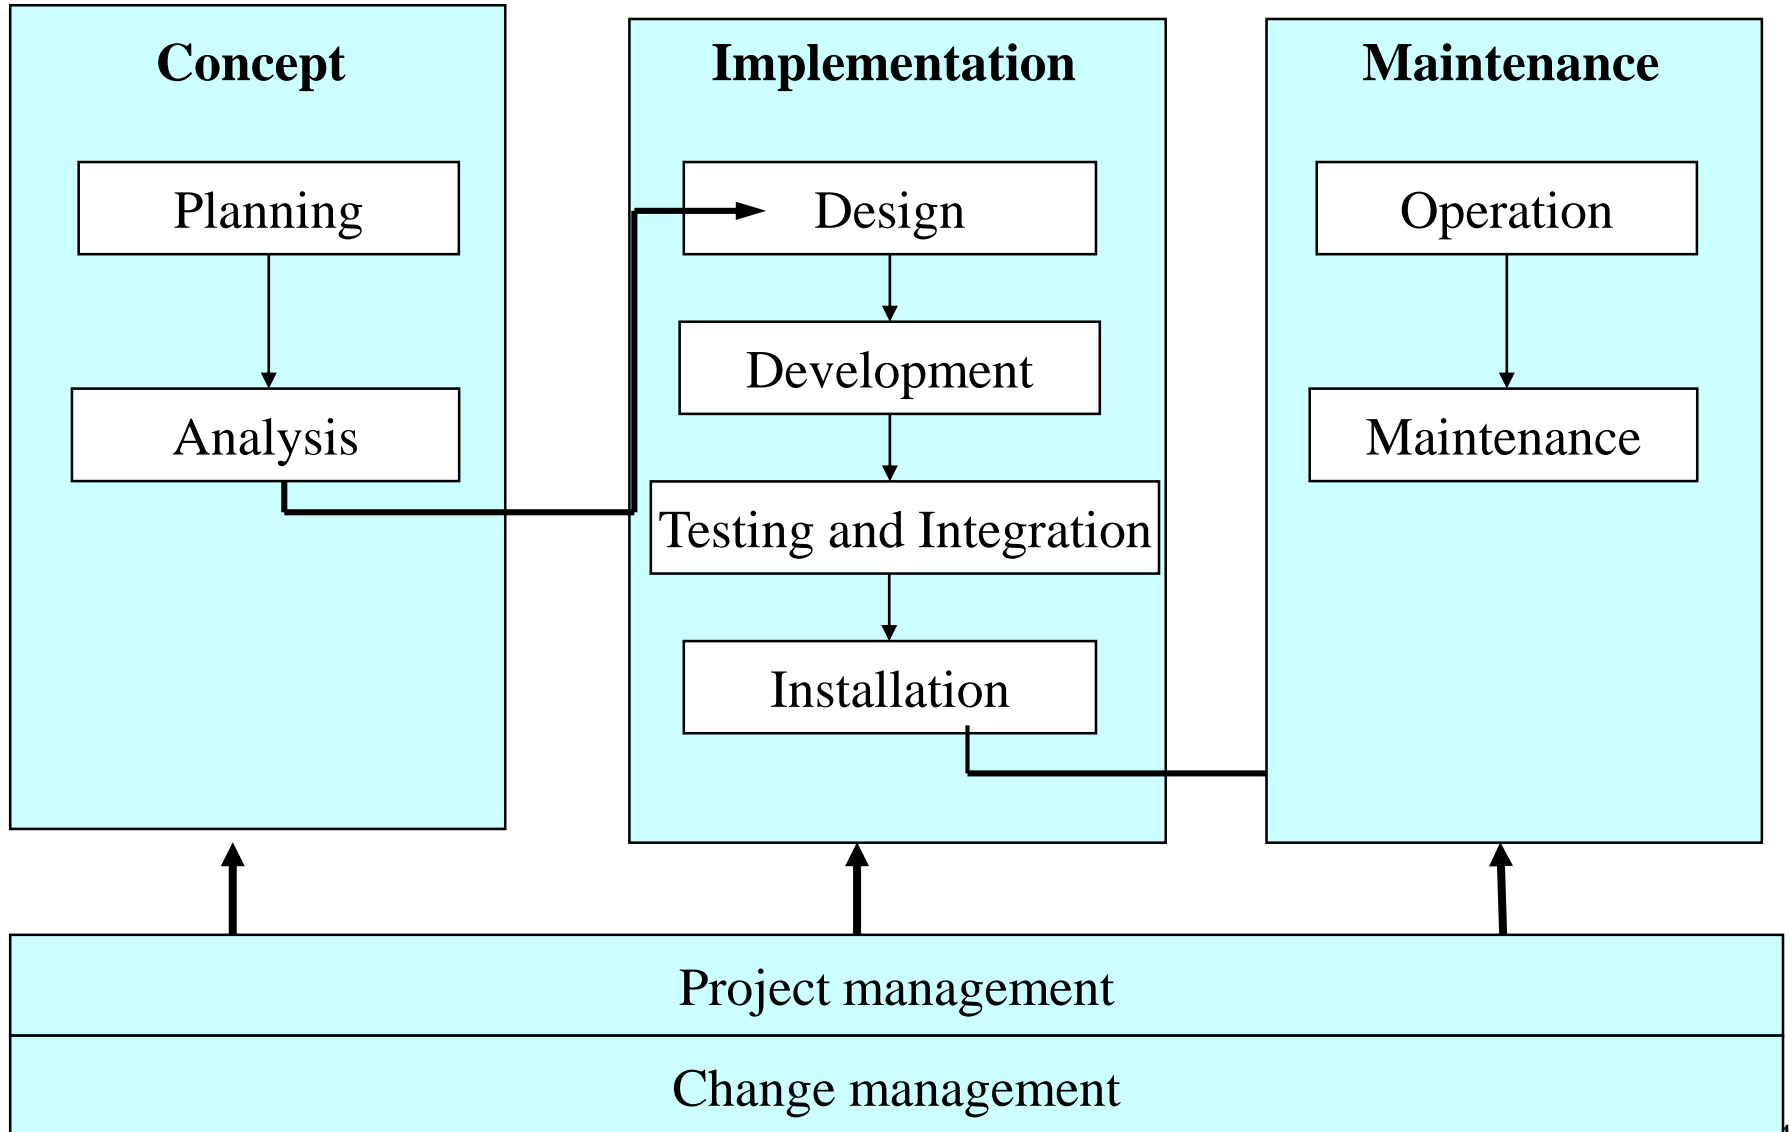 Concept
Planning
Analysis
Implementation
Design
Development
Testing and Integration
Installation
Maintenance
Operation
Maintenance
Project management
Change management